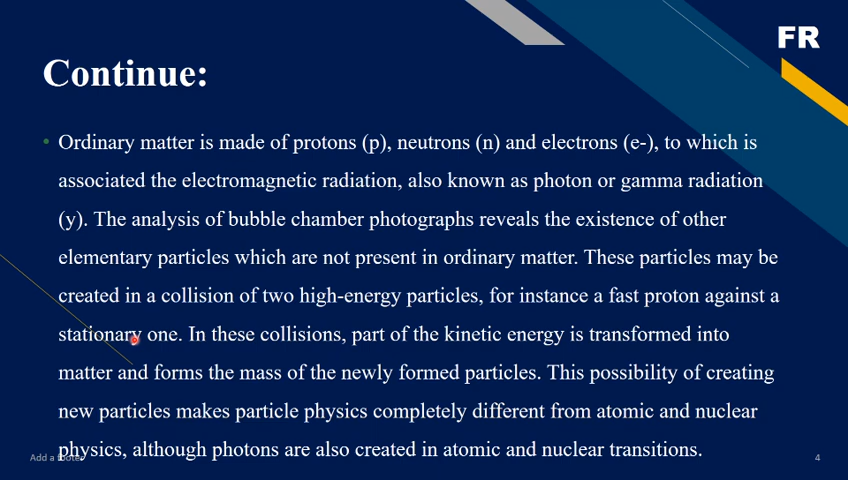 FR
Continue:
• Ordinary matter is made of protons (p), neutrons (n) and electrons (e-), to which is
associated the electromagnetic radiation, also known as photon or gamma radiation
(y). The analysis of bubble chamber photographs reveals the existence of other
elementary particles which are not present in ordinary matter. These particles may be
created in a collision of two high-energy particles, for instance a fast proton against a
stationary one. In these collisions, part of the kinetic energy is transformed into
matter and forms the mass of the newly formed particles. This possibility of creating
new particles makes particle physics completely different from atomic and nuclear
physics, although photons are also created in atomic and nuclear transitions.
Add a footer
4